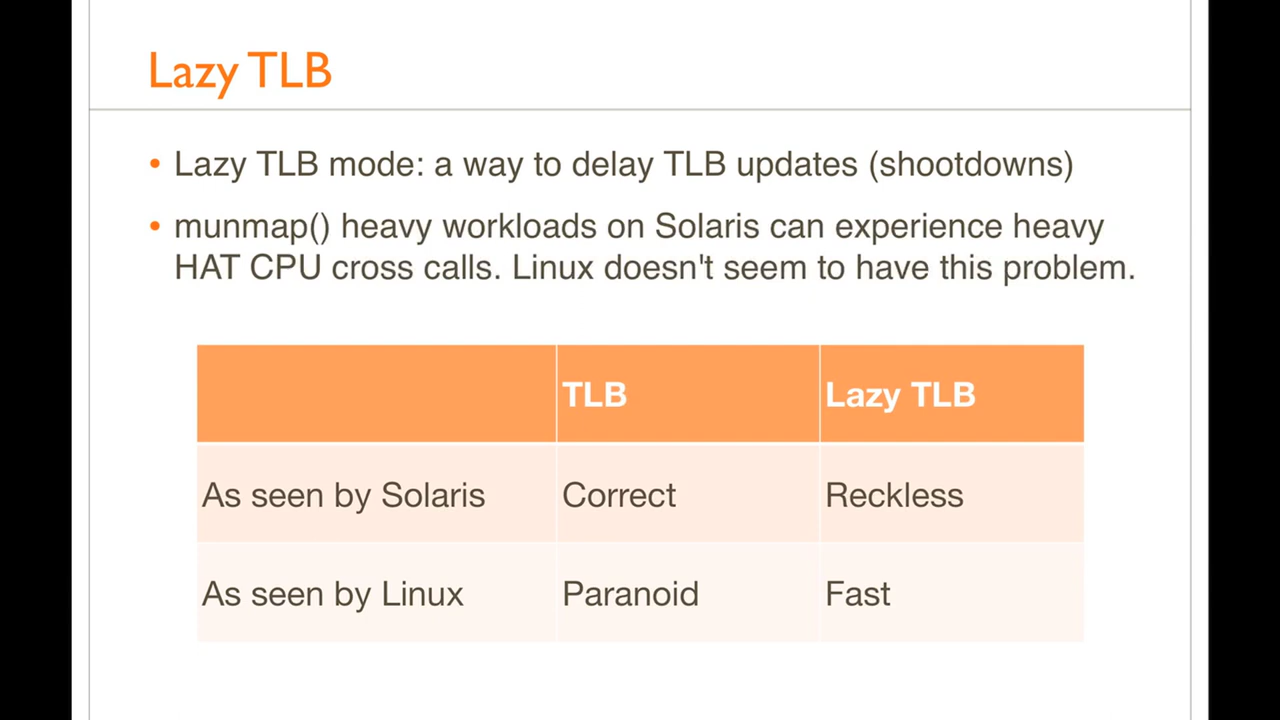 Lazy TLB
• Lazy TLB mode: a way to delay TLB updates (shootdowns)
• munmap() heavy workloads on Solaris can experience heavy
HAT CPU cross calls. Linux doesn't seem to have this problem.
TLB Lazy TLB
As seen by Solaris Correct Reckless
As seen by Linux Paranoid Fast